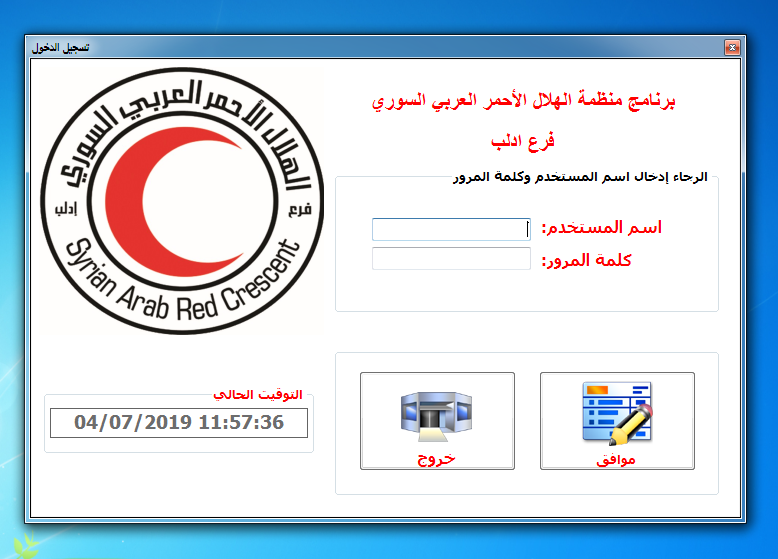 تسجيل الدخول
الهلال الأحمر العربي السوري
فرع
إدلب
Syrian Arab Red Crescent
برنامج منظمة الهلال الأحمر العربي السوري
فرع ادلب
الرجاء إدخال اسم المستخدم وكلمة المرور
اسم المستخدم:
كلمة المرور:
التوقيت الحالي
04/07/2019 11:57:36
موافق
خروج